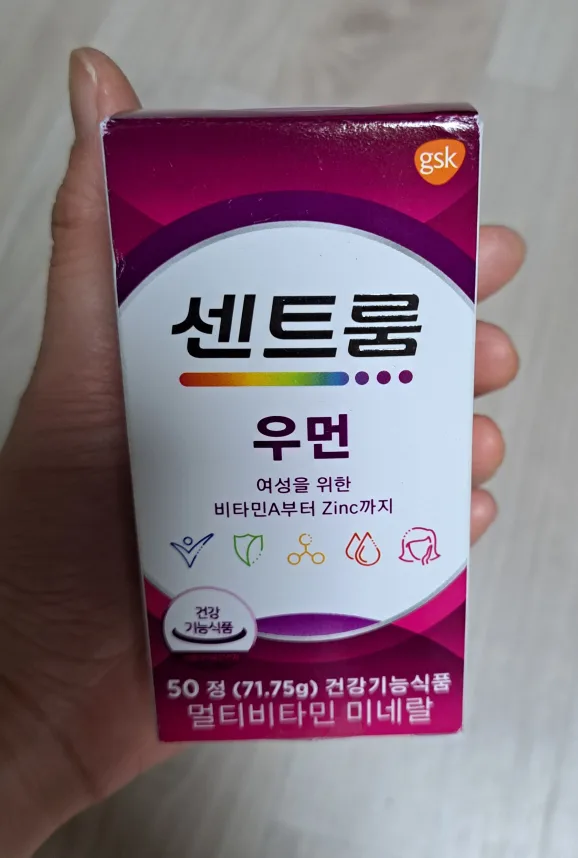 gsk
센트룸
우먼
여성을 위한
비타민A부터 Zinc까지
건강
기능식품
50 정 (71.75g) 건강기능식품
멀티비타민 미네랄